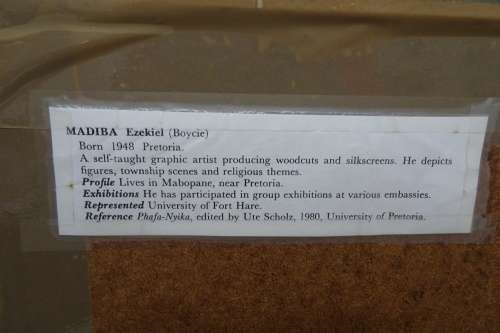 MADIBA Ezekiel (Boycie)
Born 1948 Pretoria.
A self-taught graphic artist producing woodcuts and silkscreens. He depicts
figures, township scenes and religious themes.
Profile Lives in Mabopane, near Pretoria.
Exhibitions He has participated in group exhibitions at various embassies.
Represented University of Fort Hare.
Reference Phafa-Nyika, edited by Ute Scholz, 1980, University of Pretoria.